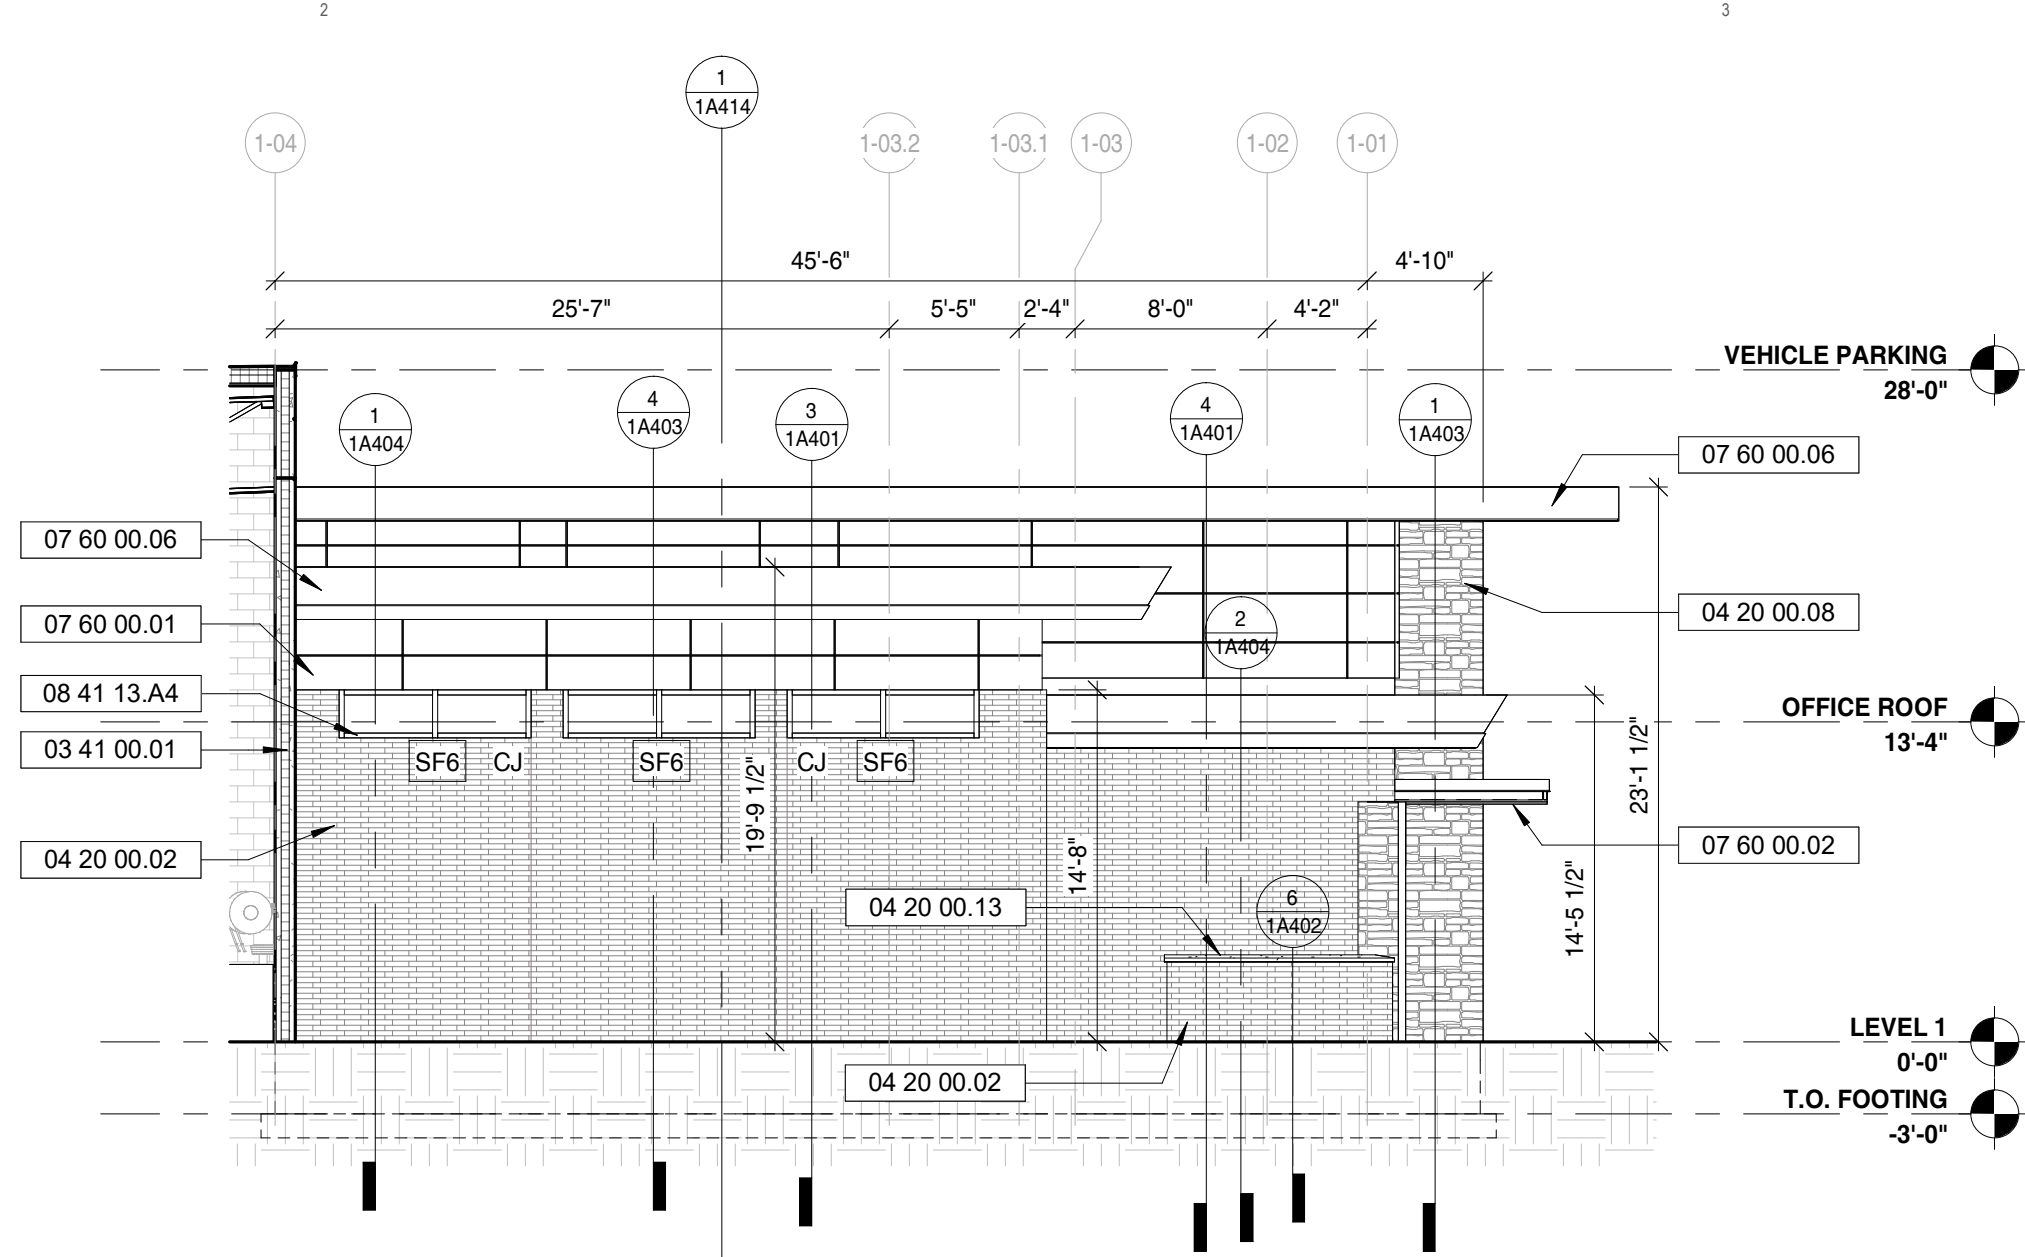 2
3
1
1A414
1-04
1-03.2
1-03.1
1-03
1-02
1-01
45'-6"
4'-10"
25'-7"
5'-5"
2'-4"
8'-0"
4'-2"
VEHICLE PARKING
28'-0"
1
1A404
4
1A403
3
1A401
4
1A401
1
1A403
07 60 00.06
07 60 00.06
07 60 00.01
2
1A404
04 20 00.08
08 41 13.A4
OFFICE ROOF
13'-4"
03 41 00.01
SF6
CJ
SF6
CJ
SF6
19'-9 1/2"
23'-1 1/2"
04 20 00.02
07 60 00.02
14'-8"
14'-5 1/2"
04 20 00.13
6
1A402
LEVEL 1
0'-0"
04 20 00.02
T.O. FOOTING
-3'-0"